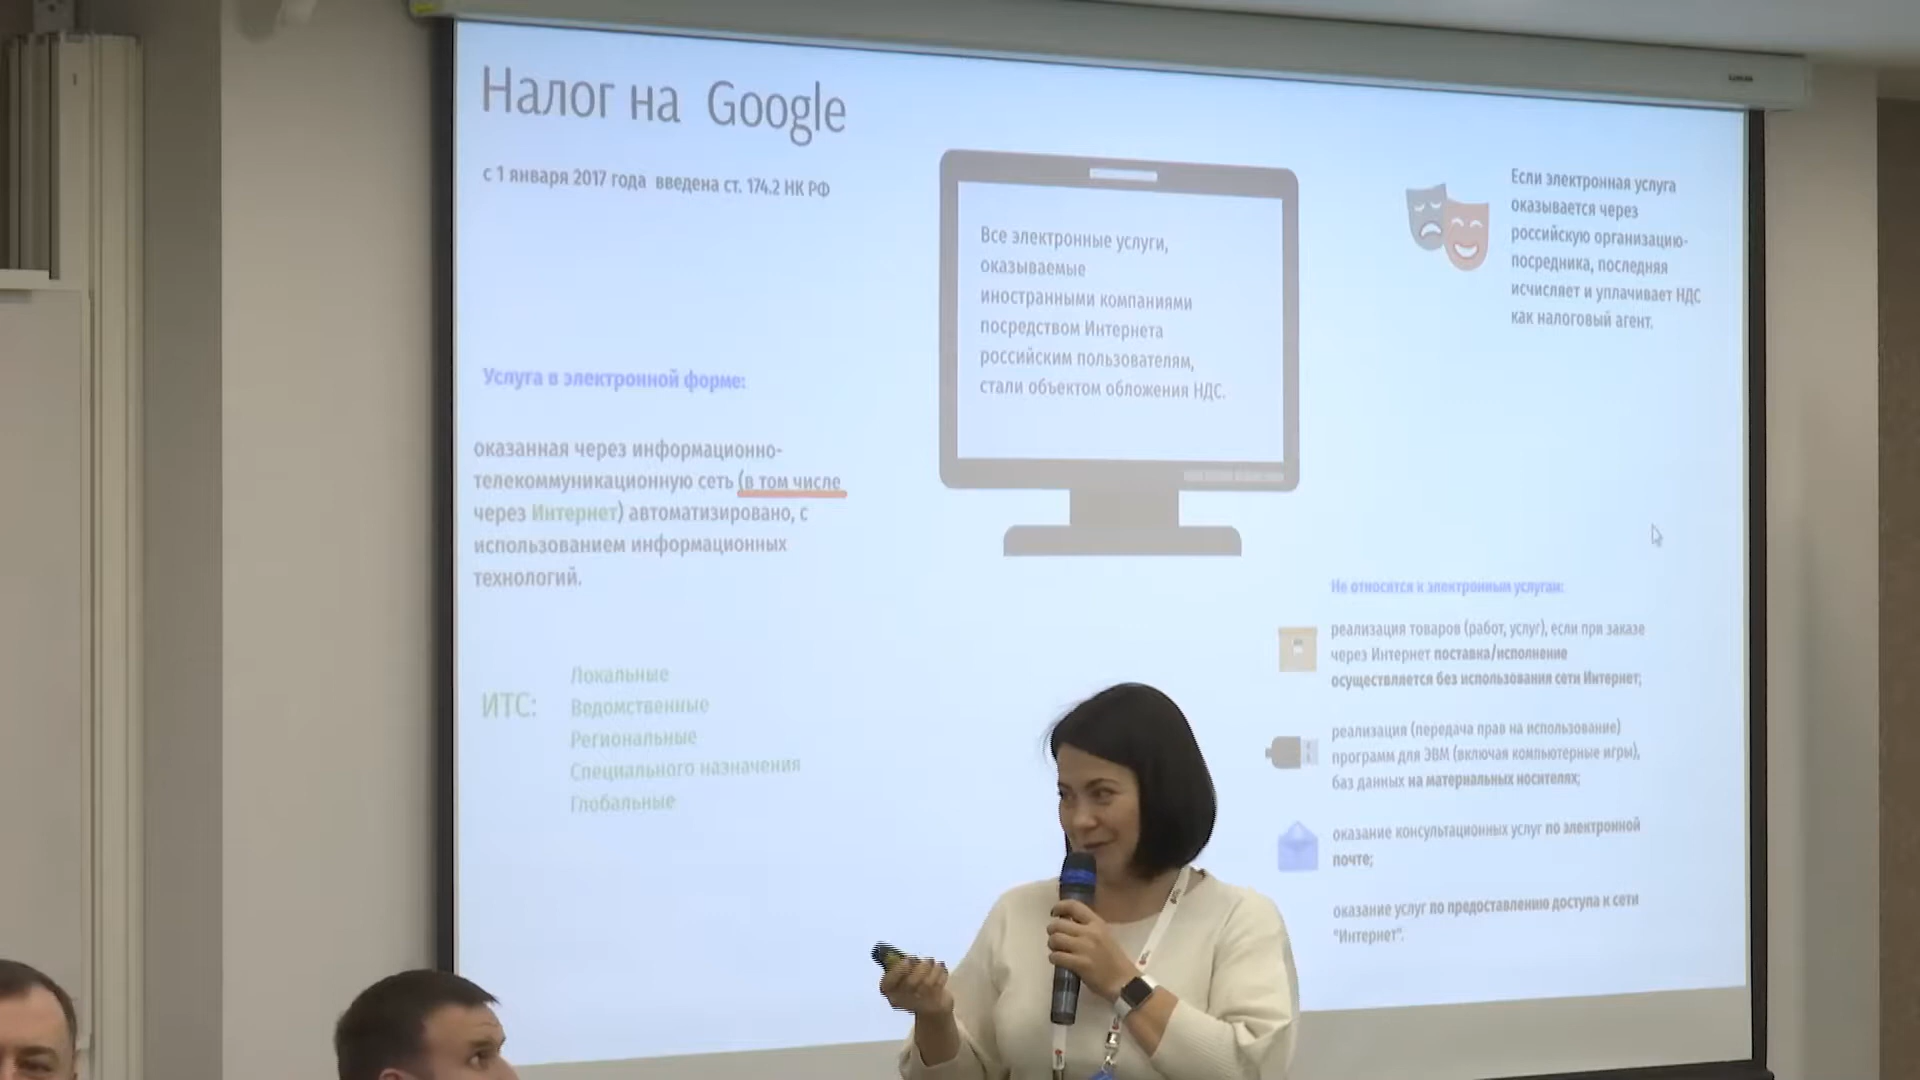 Налог на Google
с 1 января 2017 года введена ст. 174.2 НК РФ
Услуга в электронной форме:
оказанная через информационно-
телекоммуникационную сеть (в том числе
через Интернет) автоматизировано, с
использованием информационных
технологий.
ИТС:
Локальные
Ведомственные
Региональные
Специального назначения
Глобальные
Все электронные услуги,
оказываемые
иностранными компаниями
посредством Интернета
российским пользователям,
стали объектом обложения НДС.
Если электронная услуга
оказывается через
российскую организацию-
посредника, последняя
исчисляет и уплачивает НДС
как налоговый агент.
Не относятся к электронным услугам:
реализация товаров (работ, услуг), если при заказе
через Интернет поставка/исполнение
осуществляется без использования сети Интернет;
реализация (передача прав на использование)
программ для ЭВМ (включая компьютерные игры),
баз данных на материальных носителях;
оказание консультационных услуг по электронной
почте;
оказание услуг по предоставлению доступа к сети
"Интернет".